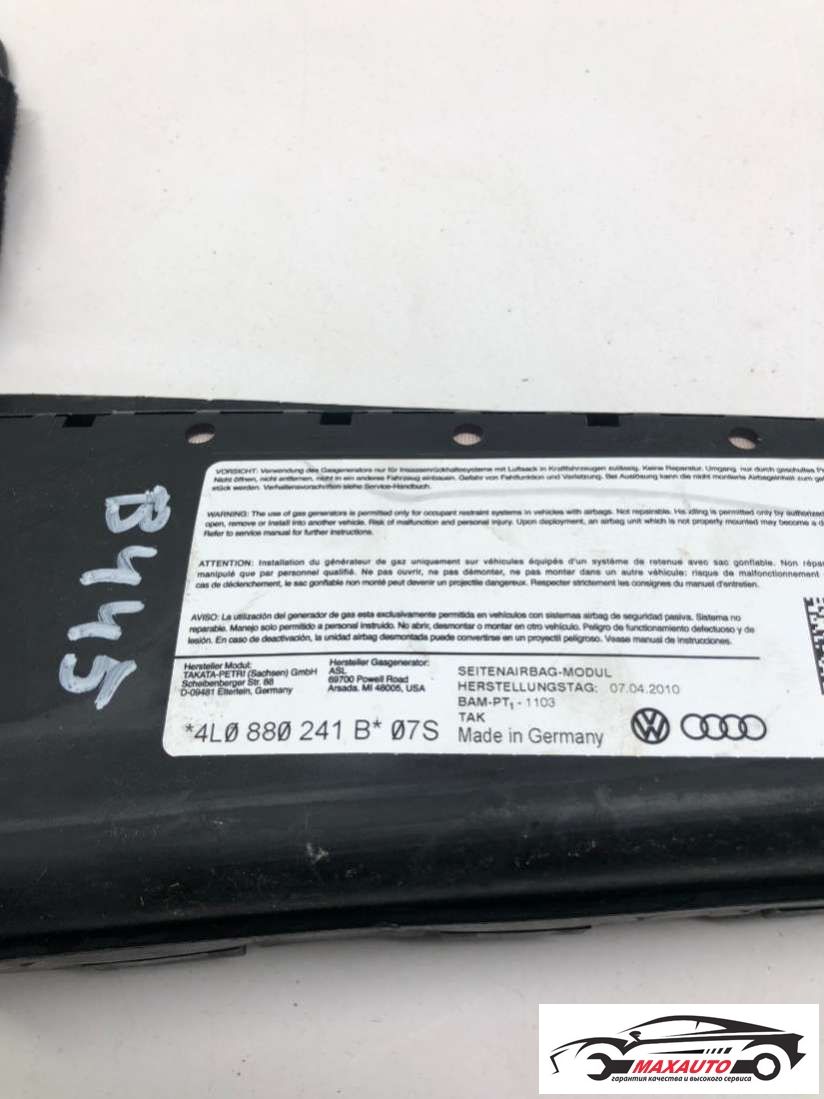 B445
VORSICHT: Verwendung des Gasgenerators nur für Insassenrückhaltesysteme mit Luftsack in Kraftfahrzeugen zulässig. Keine Reparatur. Umgang nur durch geschultes
Nicht öffnen, nicht entfernen, nicht in ein anderes Fahrzeug einbauen. Gefahr von Fehlfunktion und Verletzung. Bei Auslösung kann die nicht montierte Airbageinheit zum
stück werden. Verhaltensvorschriften siehe Service-Handbuch.
WARNING: The use of gas generators is permitted only for occupant restraint systems in vehicles with airbags. Not repairable. Handling is permitted only by authorized
open, remove or install into another vehicle. Risk of malfunction and personal injury. Upon deployment, an airbag unit which is not properly mounted may become a
Refer to service manual for further instructions.
ATTENTION: Installation du générateur de gaz uniquement sur véhicules équipés d'un système de retenue avec sac gonflable. Non
manipulé que par personnel qualifié. Ne pas ouvrir, ne pas démonter, ne pas monter dans un autre véhicule: risque de malfonctionnement
cas de déclenchement, le sac gonflable non monté peut devenir un projectile dangereux. Respecter strictement les consignes du manuel d'entretien.
AVISO: La utilización del generador de gas esta exclusivamente permitida en vehículos con sistemas airbag de seguridad pasiva. Sistema no
reparable. Manejo solo permitido a personal instruido. No abrir, desmontar o montar en otro vehículo. Peligro de funcionamiento defectuoso y de
lesión. En caso de deactivación, la unidad airbag desmontada puede convertirse en un proyectil peligroso. Vease manual de instrucciones.
Hersteller Modul:
TAKATA-PETRI (Sachsen) GmbH
Scheibenberger Str. 88
D-09481 Elterlein, Germany
Hersteller Gasgenerator:
ASL
69700 Powell Road
Armada. MI 48005, USA
*4L0 880 241 B* 07S
SEITENAIRBAG-MODUL
HERSTELLUNGSTAG: 07.04.2010
BAM-PT1 - 1103
TAK
Made in Germany
MAXAUTO
гарантия качества и высокого сервиса